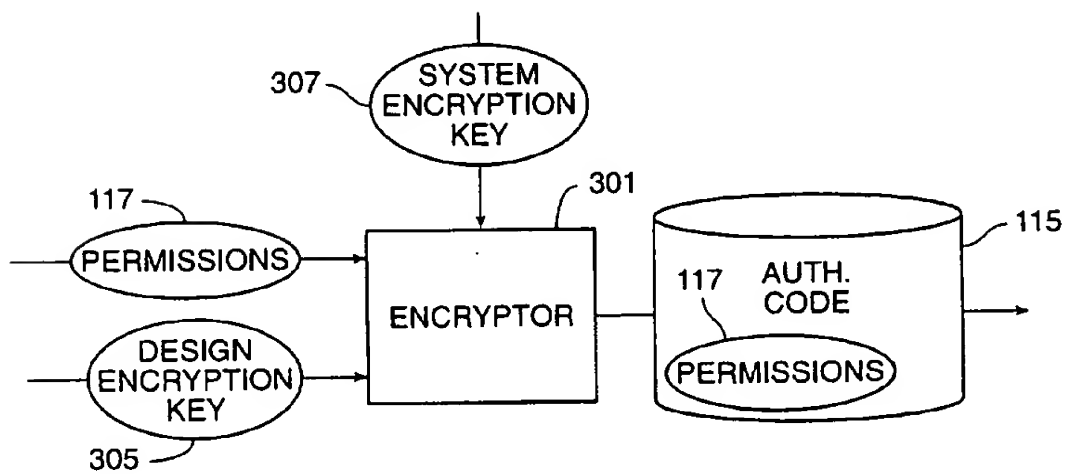 307
SYSTEM
ENCRYPTION
KEY
117
301
115
PERMISSIONS
ENCRYPTOR
117
AUTH.
CODE
PERMISSIONS
DESIGN
ENCRYPTION
KEY
305